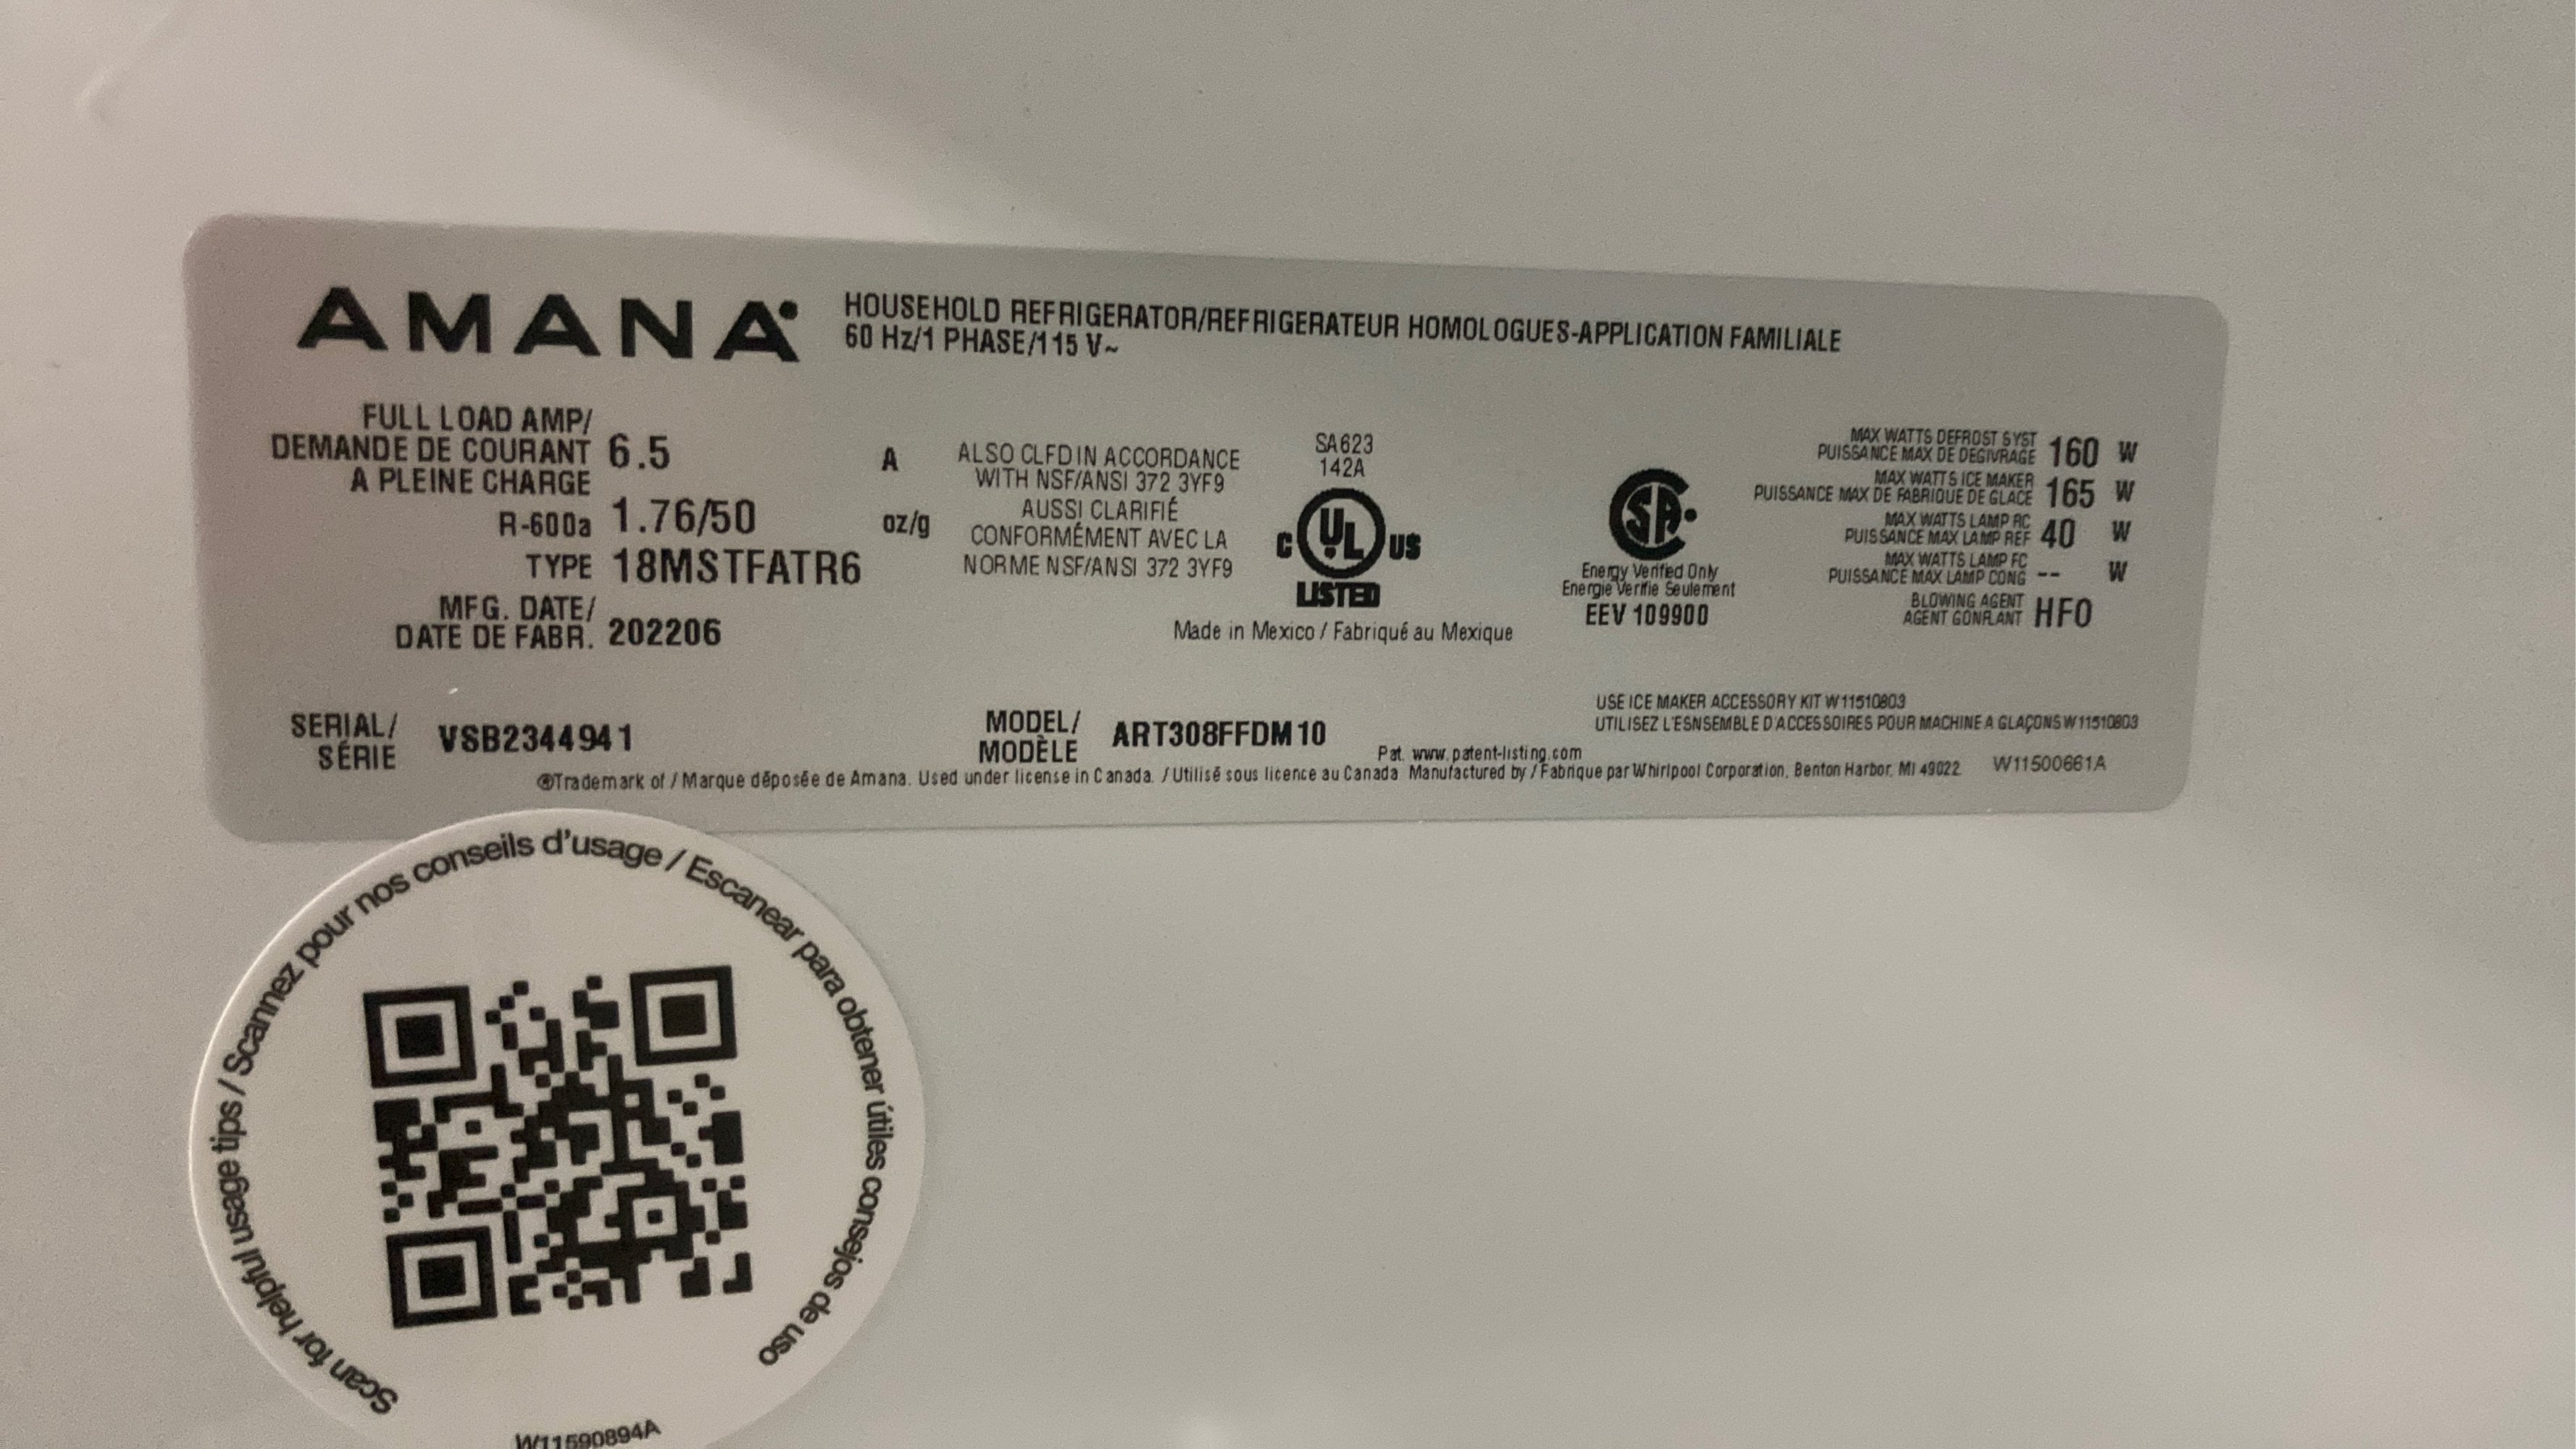 AMANA®
HOUSEHOLD REFRIGERATOR/REFRIGERATEUR HOMOLOGUES-APPLICATION FAMILIALE
60 Hz/1 PHASE/115 V~
FULL LOAD AMP/
DEMANDE DE COURANT 6.5 A
A PLEINE CHARGE
R-600a 1.76/50 oz/g
TYPE 18MSTFATR6
MFG. DATE/
DATE DE FABR. 202206
ALSO CLFD IN ACCORDANCE
WITH NSF/ANSI 372 3YF9
AUSSI CLARIFIÉ
CONFORMÉMENT AVEC LA
NORME NSF/ANSI 372 3YF9
SA623
142A
C UL US
LISTED
Made in Mexico / Fabriqué au Mexique
SA
Energy Verified Only
Energie Verifie Seulement
EEV 109900
MAX WATTS DEFROST SYST
PUISSANCE MAX DE DEGIVRAGE 160 W
MAX WATTS ICE MAKER
PUISSANCE MAX DE FABRIQUE DE GLACE 165 W
MAX WATTS LAMP RC
PUISSANCE MAX LAMP REF 40 W
MAX WATTS LAMP FC
PUISSANCE MAX LAMP CONG -- W
BLOWING AGENT
AGENT GONFLANT HFO
SERIAL/
SÉRIE VSB2344941
MODEL/
MODÈLE ART308FFDM10
USE ICE MAKER ACCESSORY KIT W11510803
UTILISEZ L'ESNSEMBLE D'ACCESSOIRES POUR MACHINE A GLAÇONS W11510803
Pat. www.patent-listing.com
®Trademark of / Marque déposée de Amana. Used under license in Canada. / Utilisé sous licence au Canada Manufactured by / Fabrique par Whirlpool Corporation, Benton Harbor, MI 49022
W11500661A
Scan for helpful usage tips / Scannez pour nos conseils d'usage / Escanear para obtener útiles consejos de uso
W11590894A